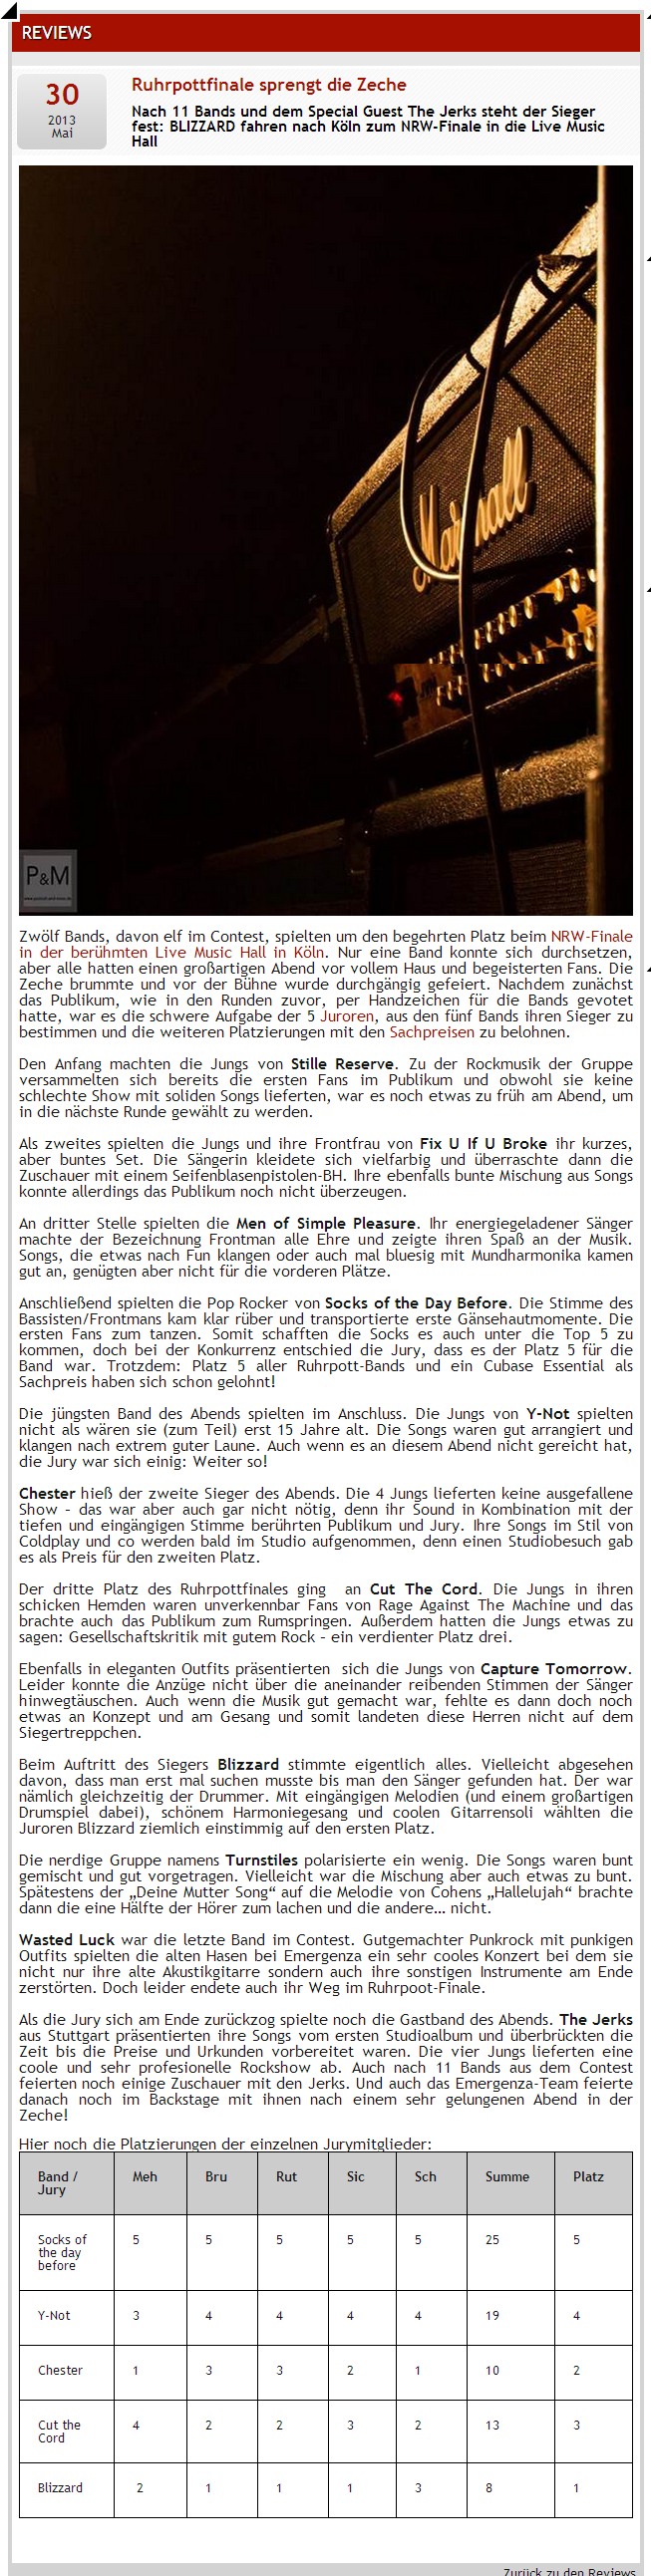 REVIEWS
30
2013
Mai
Ruhrpottfinale sprengt die Zeche
Nach 11 Bands und dem Special Guest The Jerks steht der Sieger
fest: BLIZZARD fahren nach Köln zum NRW-Finale in die Live Music
Hall
Marshall
P&M
Zwölf Bands, davon elf im Contest, spielten um den begehrten Platz beim NRW-Finale
in der berühmten Live Music Hall in Köln. Nur eine Band konnte sich durchsetzen,
aber alle hatten einen großartigen Abend vor vollem Haus und begeisterten Fans. Die
Zeche brummte und vor der Bühne wurde durchgängig gefeiert. Nachdem zunächst
das Publikum, wie in den Runden zuvor, per Handzeichen für die Bands gevotet
hatte, war es die schwere Aufgabe der 5 Juroren, aus den fünf Bands ihren Sieger zu
bestimmen und die weiteren Platzierungen mit den Sachpreisen zu belohnen.
Den Anfang machten die Jungs von Stille Reserve. Zu der Rockmusik der Gruppe
versammelten sich bereits die ersten Fans im Publikum und obwohl sie keine
schlechte Show mit soliden Songs lieferten, war es noch etwas zu früh am Abend, um
in die nächste Runde gewählt zu werden.
Als zweites spielten die Jungs und ihre Frontfrau von Fix U If U Broke ihr kurzes,
aber buntes Set. Die Sängerin kleidete sich vielfarbig und überraschte dann die
Zuschauer mit einem Seifenblasenpistolen-BH. Ihre ebenfalls bunte Mischung aus Songs
konnte allerdings das Publikum noch nicht überzeugen.
An dritter Stelle spielten die Men of Simple Pleasure. Ihr energiegeladener Sänger
machte der Bezeichnung Frontman alle Ehre und zeigte ihren Spaß an der Musik.
Songs, die etwas nach Fun klangen oder auch mal bluesig mit Mundharmonika kamen
gut an, genügten aber nicht für die vorderen Plätze.
Anschließend spielten die Pop Rocker von Socks of the Day Before. Die Stimme des
Bassisten/Frontmans kam klar rüber und transportierte erste Gänsehautmomente. Die
ersten Fans zum tanzen. Somit schafften die Socks es auch unter die Top 5 zu
kommen, doch bei der Konkurrenz entschied die Jury, dass es der Platz 5 für die
Band war. Trotzdem: Platz 5 aller Ruhrpott-Bands und ein Cubase Essential als
Sachpreis haben sich schon gelohnt!
Die jüngsten Band des Abends spielten im Anschluss. Die Jungs von Y-Not spielten
nicht als wären sie (zum Teil) erst 15 Jahre alt. Die Songs waren gut arrangiert und
klangen nach extrem guter Laune. Auch wenn es an diesem Abend nicht gereicht hat,
die Jury war sich einig: Weiter so!
Chester hieß der zweite Sieger des Abends. Die 4 Jungs lieferten keine ausgefallene
Show – das war aber auch gar nicht nötig, denn ihr Sound in Kombination mit der
tiefen und eingängigen Stimme berührten Publikum und Jury. Ihre Songs im Stil von
Coldplay und co werden bald im Studio aufgenommen, denn einen Studiobesuch gab
es als Preis für den zweiten Platz.
Der dritte Platz des Ruhrpottfinales ging an Cut The Cord. Die Jungs in ihren
schicken Hemden waren unverkennbar Fans von Rage Against The Machine und das
brachte auch das Publikum zum Rumspringen. Außerdem hatten die Jungs etwas zu
sagen: Gesellschaftskritik mit gutem Rock – ein verdienter Platz drei.
Ebenfalls in eleganten Outfits präsentierten sich die Jungs von Capture Tomorrow.
Leider konnte die Anzüge nicht über die aneinander reibenden Stimmen der Sänger
hinwegtäuschen. Auch wenn die Musik gut gemacht war, fehlte es dann doch noch
etwas an Konzept und am Gesang und somit landeten diese Herren nicht auf dem
Siegertreppchen.
Beim Auftritt des Siegers Blizzard stimmte eigentlich alles. Vielleicht abgesehen
davon, dass man erst mal suchen musste bis man den Sänger gefunden hat. Der war
nämlich gleichzeitig der Drummer. Mit eingängigen Melodien (und einem großartigen
Drumspiel dabei), schönem Harmoniegesang und coolen Gitarrensoli wählten die
Juroren Blizzard ziemlich einstimmig auf den ersten Platz.
Die nerdige Gruppe namens Turnstiles polarisierte ein wenig. Die Songs waren bunt
gemischt und gut vorgetragen. Vielleicht war die Mischung aber auch etwas zu bunt.
Spätestens der „Deine Mutter Song“ auf die Melodie von Cohens „Hallelujah“ brachte
dann die eine Hälfte der Hörer zum lachen und die andere… nicht.
Wasted Luck war die letzte Band im Contest. Gutgemachter Punkrock mit punkigen
Outfits spielten die alten Hasen bei Emergenza ein sehr cooles Konzert bei dem sie
nicht nur ihre alte Akustikgitarre sondern auch ihre sonstigen Instrumente am Ende
zerstörten. Doch leider endete auch ihr Weg im Ruhrpoot-Finale.
Als die Jury sich am Ende zurückzog spielte noch die Gastband des Abends. The Jerks
aus Stuttgart präsentierten ihre Songs vom ersten Studioalbum und überbrückten die
Zeit bis die Preise und Urkunden vorbereitet waren. Die vier Jungs lieferten eine
coole und sehr profesionelle Rockshow ab. Auch nach 11 Bands aus dem Contest
feierten noch einige Zuschauer mit den Jerks. Und auch das Emergenza-Team feierte
danach noch im Backstage mit ihnen nach einem sehr gelungenen Abend in der
Zeche!
Hier noch die Platzierungen der einzelnen Jurymitglieder:
Band / Jury Meh Bru Rut Sic Sch Summe Platz
Socks of the day before 5 5 5 5 5 25 5
Y-Not 3 4 4 4 4 19 4
Chester 1 3 3 2 1 10 2
Cut the Cord 4 2 2 3 2 13 3
Blizzard 2 1 1 1 3 8 1
Zurück zu den Reviews